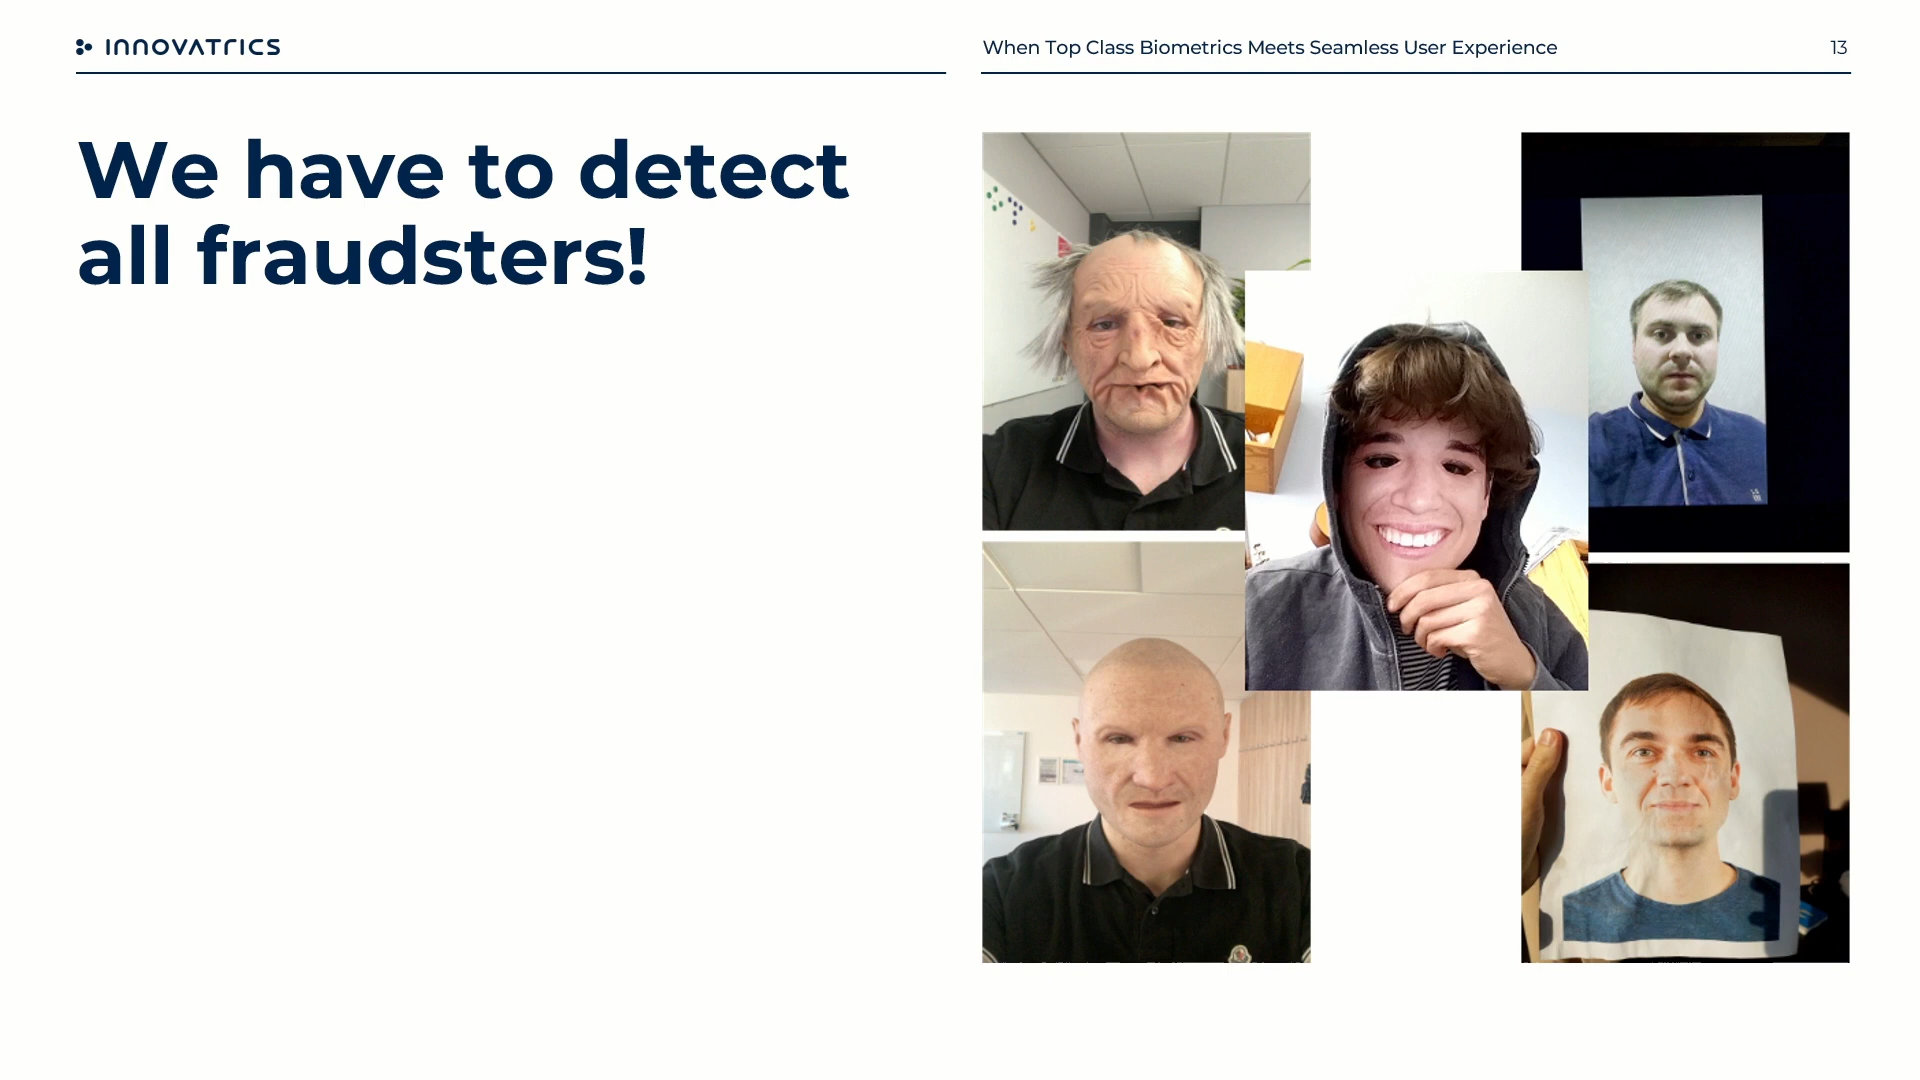 INNOVATRICS
When Top Class Biometrics Meets Seamless User Experience
13
We have to detect
all fraudsters!